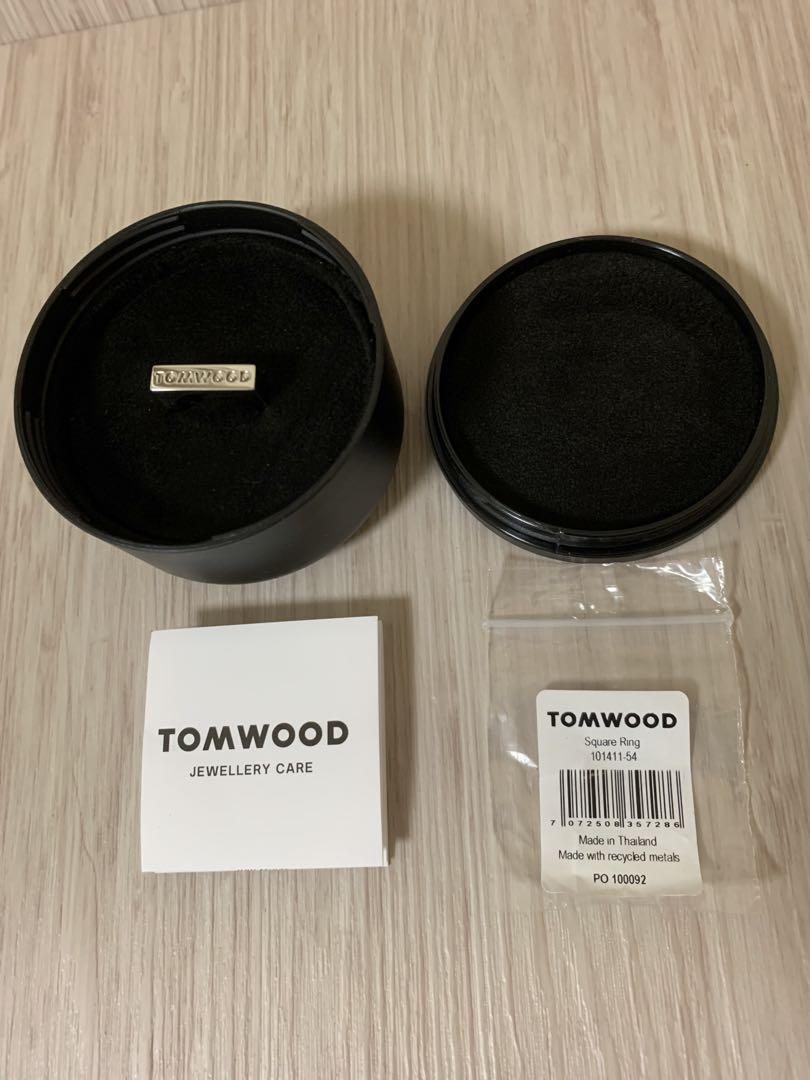 TOMWOOD
TOMWOOD
JEWELLERY CARE
TOMWOOD
Square Ring
101411-54
7 072508 357286
Made in Thailand
Made with recycled metals
PO 100092